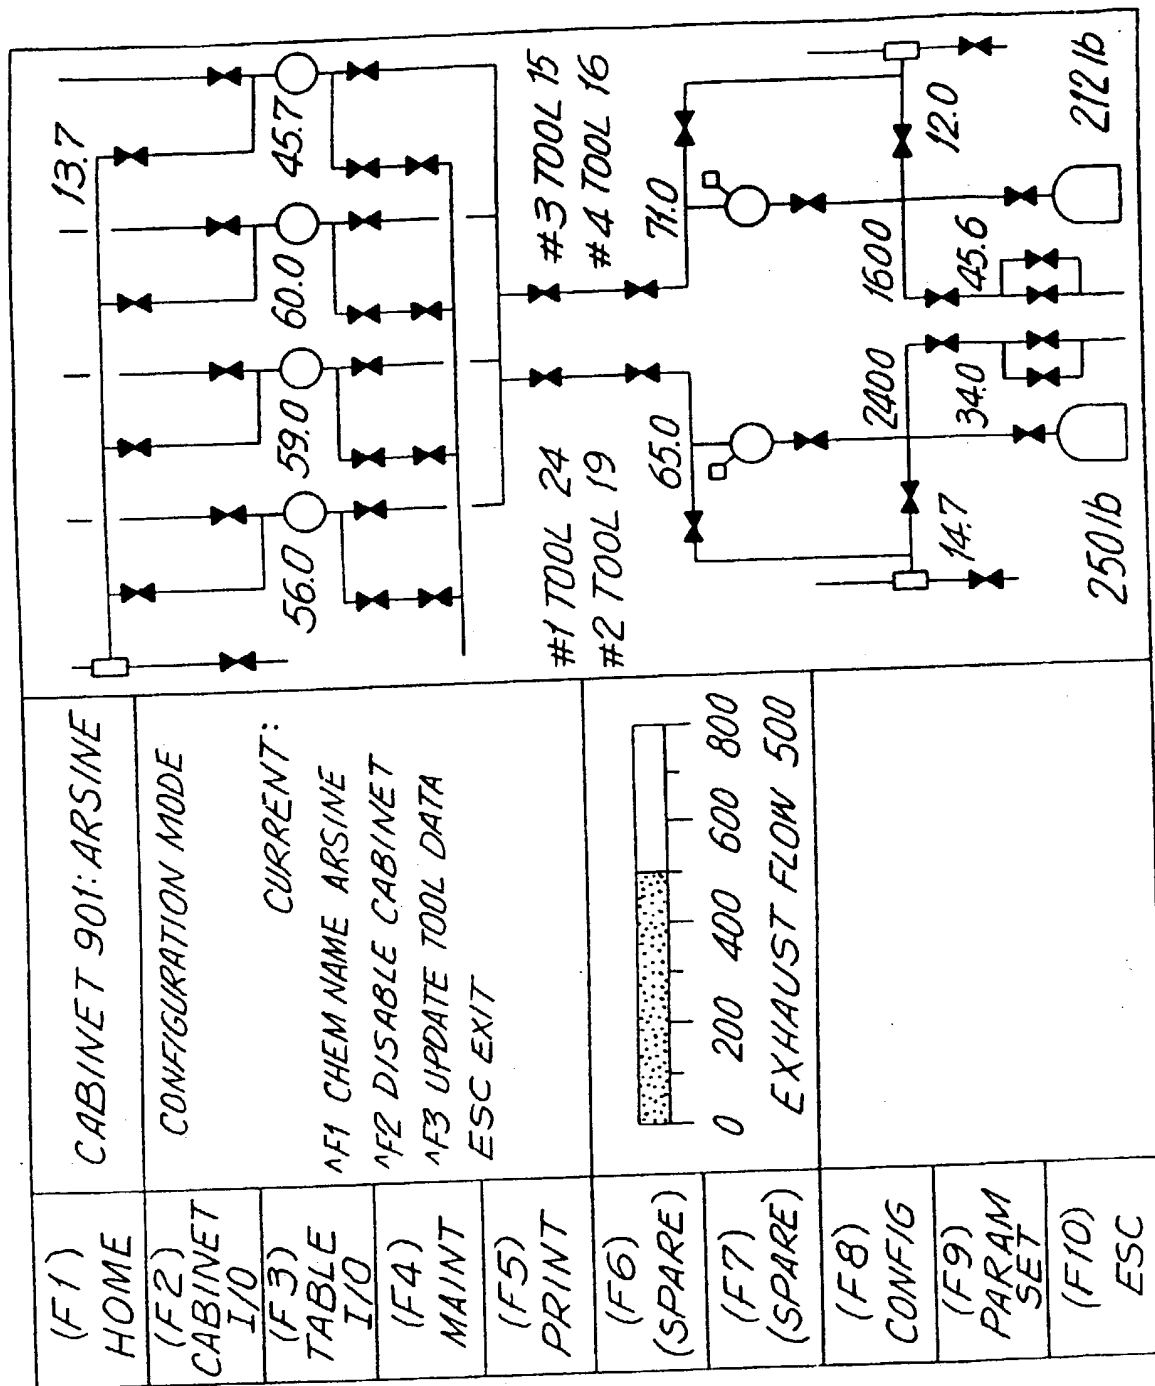 (F1)
HOME
(F2)
CABINET
I/O
(F3)
TABLE
I/O
(F4)
MAINT
(F5)
PRINT
(F6)
(SPARE)
(F7)
(SPARE)
(F8)
CONFIG
(F9)
PARAM
SET
(F10)
ESC
CABINET 901: ARSINE
CONFIGURATION MODE
CURRENT:
^F1 CHEM NAME ARSINE
^F2 DISABLE CABINET
^F3 UPDATE TOOL DATA
ESC EXIT
0 200 400 600 800
EXHAUST FLOW 500
13.7
56.0 59.0 60.0 45.7
#1 TOOL 24
#2 TOOL 19
#3 TOOL 15
#4 TOOL 16
65.0 71.0
2400 1600
14.7 34.0 45.6 12.0
250 lb 212 lb